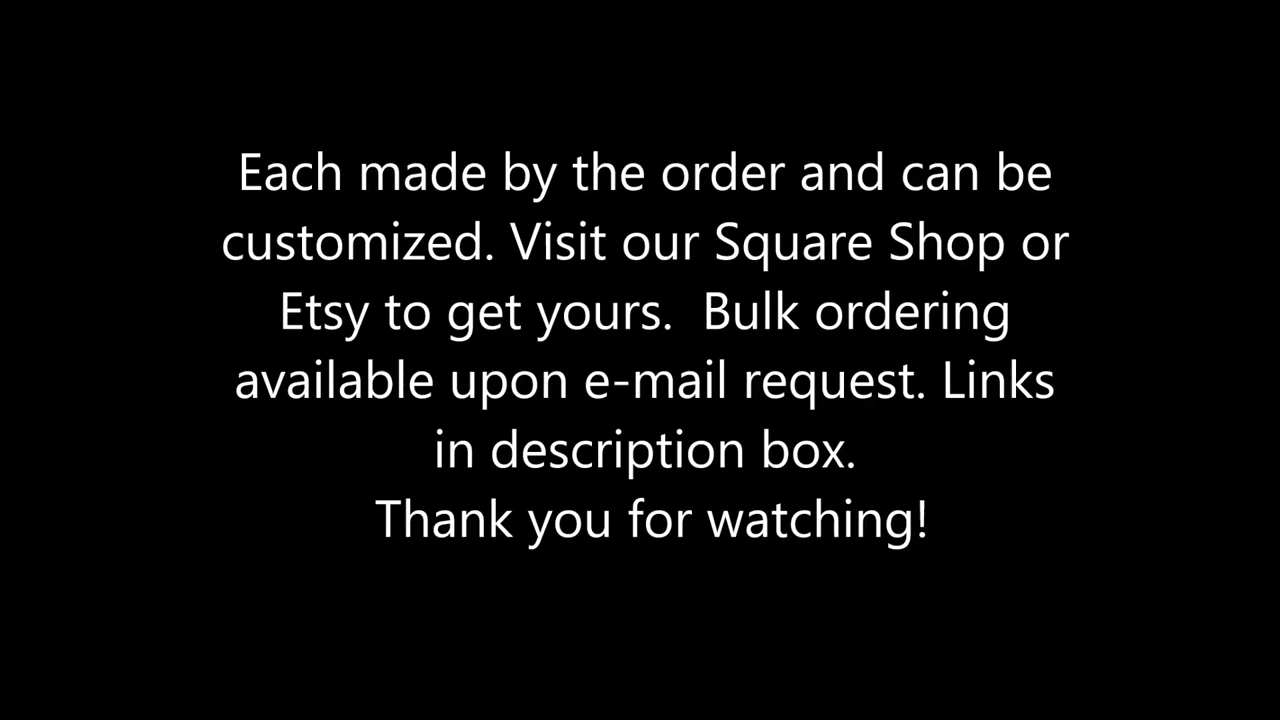 Each made by the order and can be
customized. Visit our Square Shop or
Etsy to get yours.  Bulk ordering
available upon e-mail request. Links
in description box.
Thank you for watching!